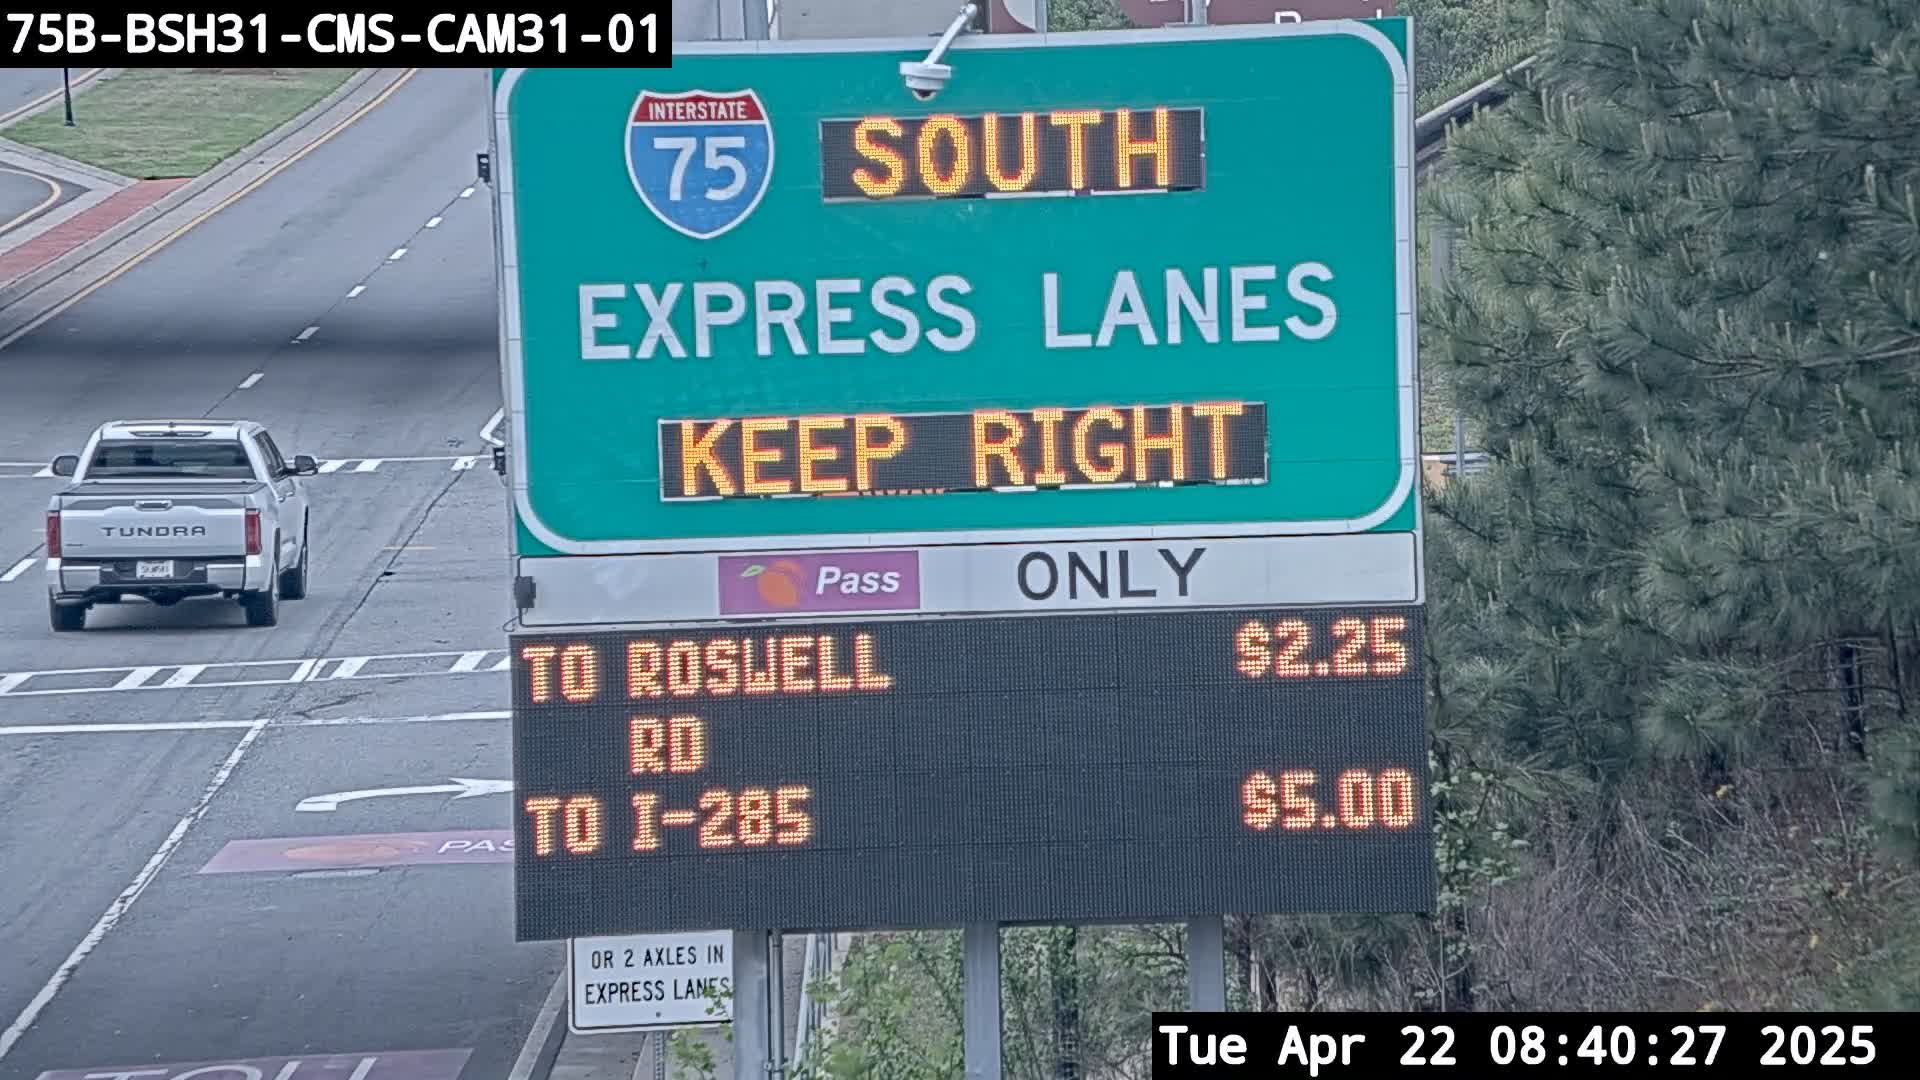 75B-BSH31-CMS-CAM31-01
INTERSTATE
75
SOUTH
EXPRESS LANES
KEEP RIGHT
Pass ONLY
TO ROSWELL $2.25
RD
TO I-285 $5.00
TUNDRA
OR 2 AXLES IN
EXPRESS LANES
TOLL
Tue Apr 22 08:40:27 2025